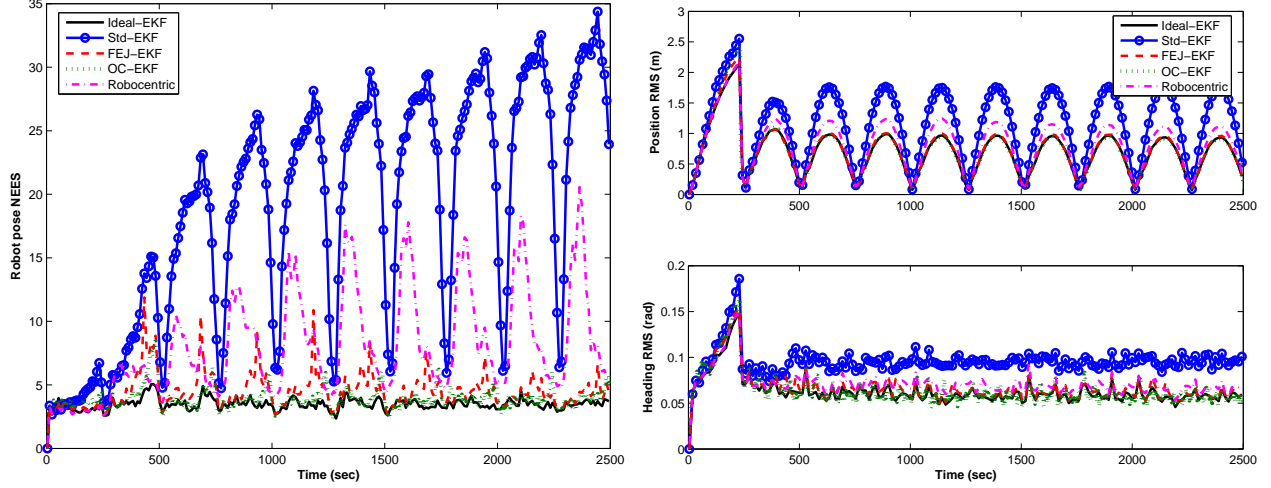 Robot pose NEES
35
30
25
20
15
10
5
0
Ideal−EKF
Std−EKF
FEJ−EKF
OC−EKF
Robocentric
0 500 1000 1500 2000 2500
Time (sec)
Position RMS (m)
3
2.5
2
1.5
1
0.5
0
Ideal−EKF
Std−EKF
FEJ−EKF
OC−EKF
Robocentric
0 500 1000 1500 2000 2500
Heading RMS (rad)
0.2
0.15
0.1
0.05
0
0 500 1000 1500 2000 2500
Time (sec)